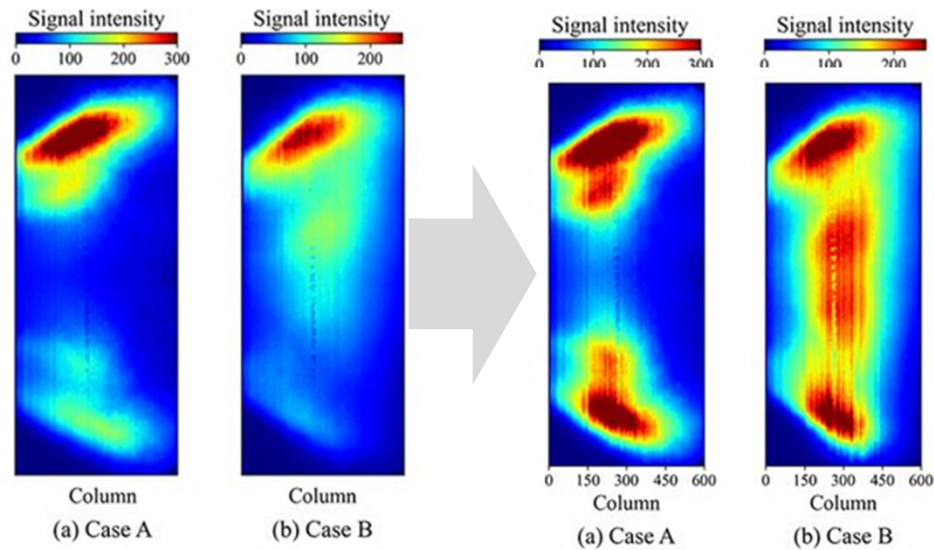 Signal intensity
0 100 200 300
Signal intensity
0 100 200
Signal intensity
0 100 200 300
Signal intensity
0 100 200
0 150 300 450 600
0 150 300 450 600
Column
Column
Column
Column
(a) Case A
(b) Case B
(a) Case A
(b) Case B